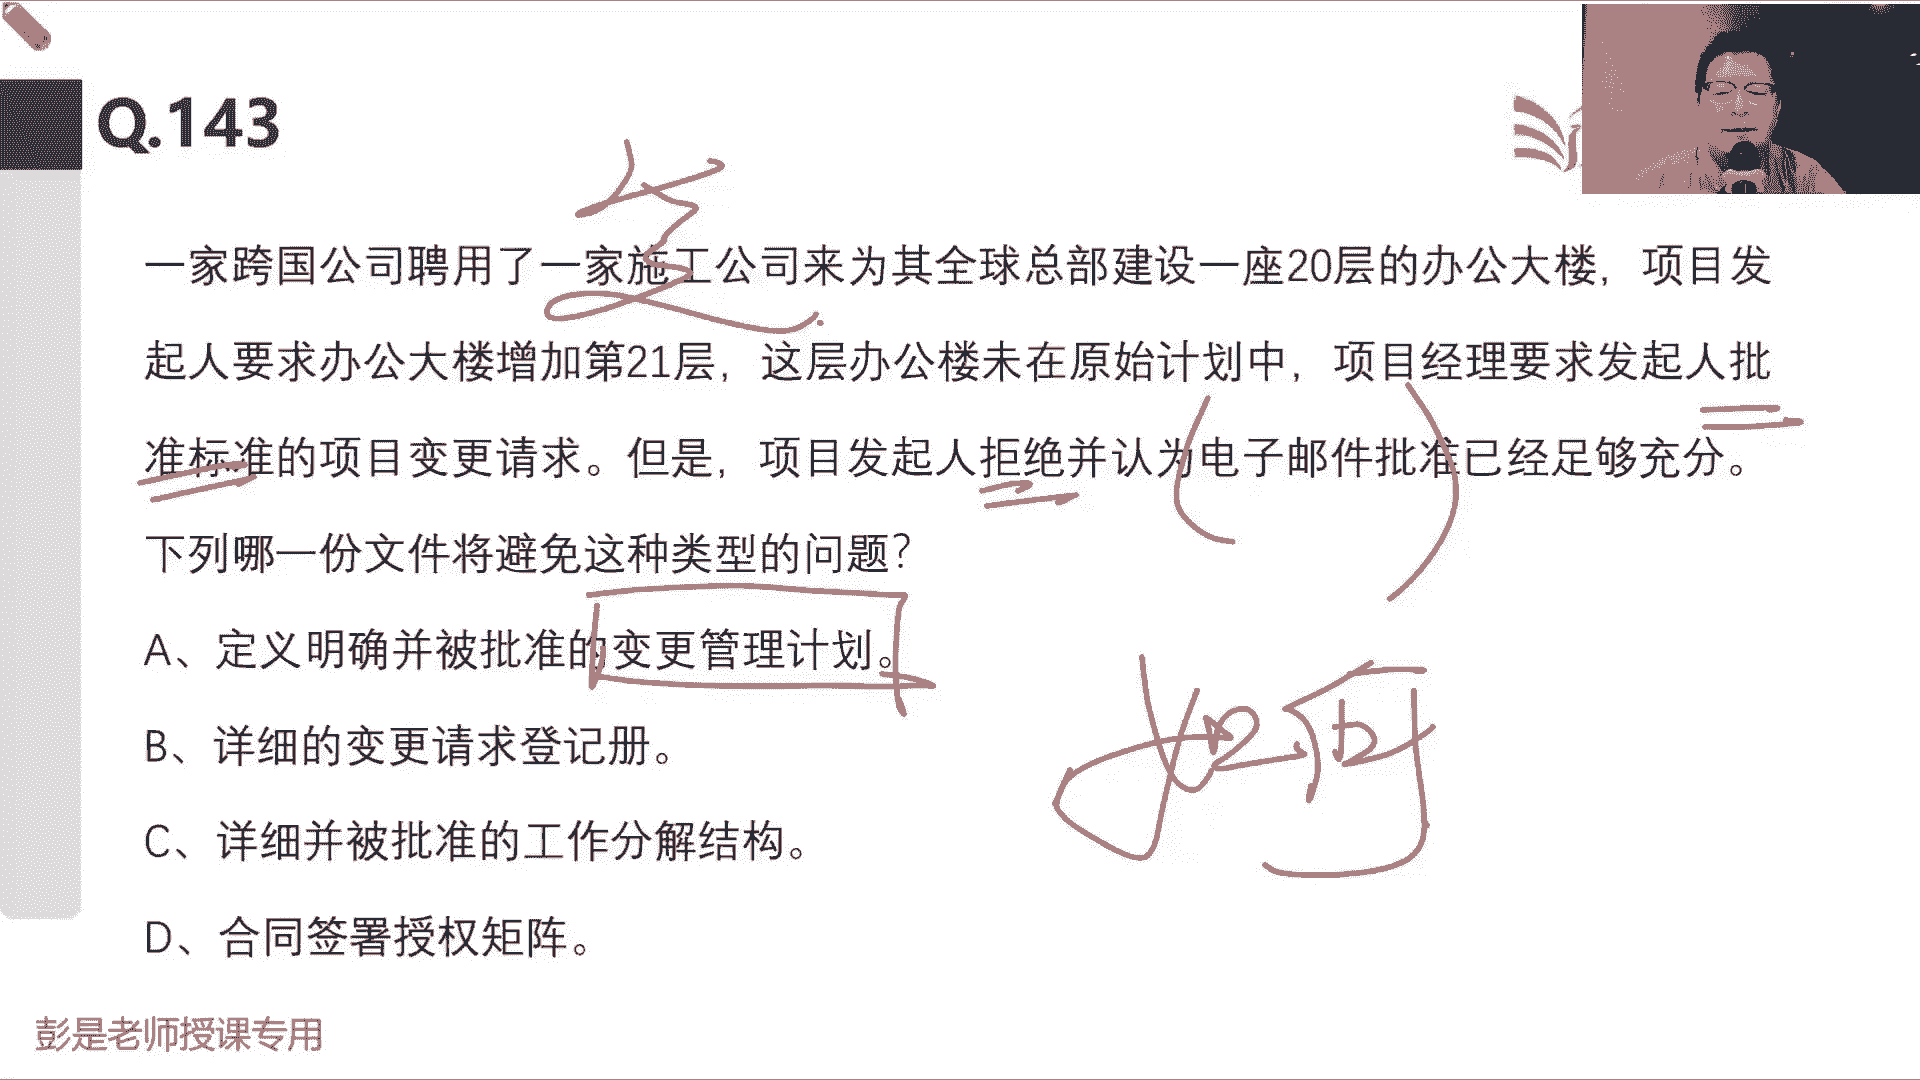 Q.143
一家跨国公司聘用了一家施工公司来为其全球总部建设一座20层的办公大楼，项目发
起人要求办公大楼增加第21层，这层办公楼未在原始计划中，项目经理要求发起人批
准标准的项目变更请求。但是，项目发起人拒绝并认为电子邮件批准已经足够充分。
下列哪一份文件将避免这种类型的问题？
A、定义明确并被批准的变更管理计划。
B、详细的变更请求登记册。
C、详细并被批准的工作分解结构。
D、合同签署授权矩阵。
如何
彭是老师授课专用